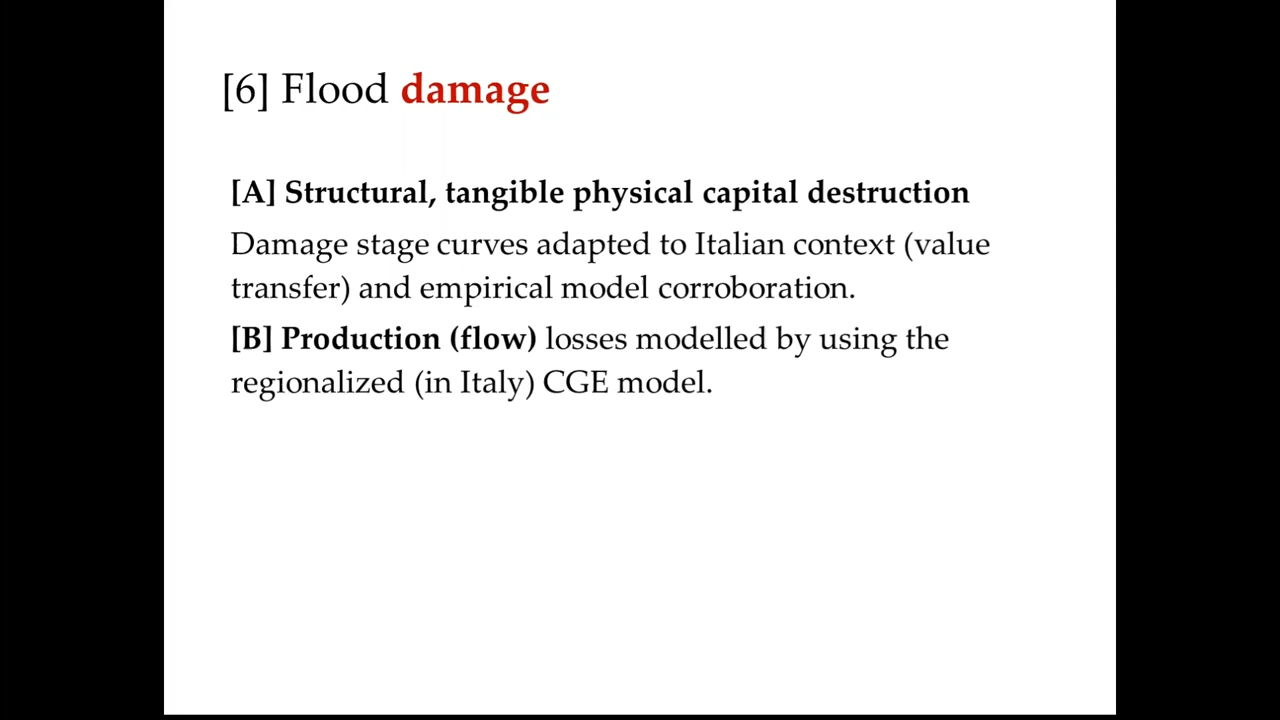 [6] Flood damage
[A] Structural, tangible physical capital destruction
Damage stage curves adapted to Italian context (value
transfer) and empirical model corroboration.
[B] Production (flow) losses modelled by using the
regionalized (in Italy) CGE model.